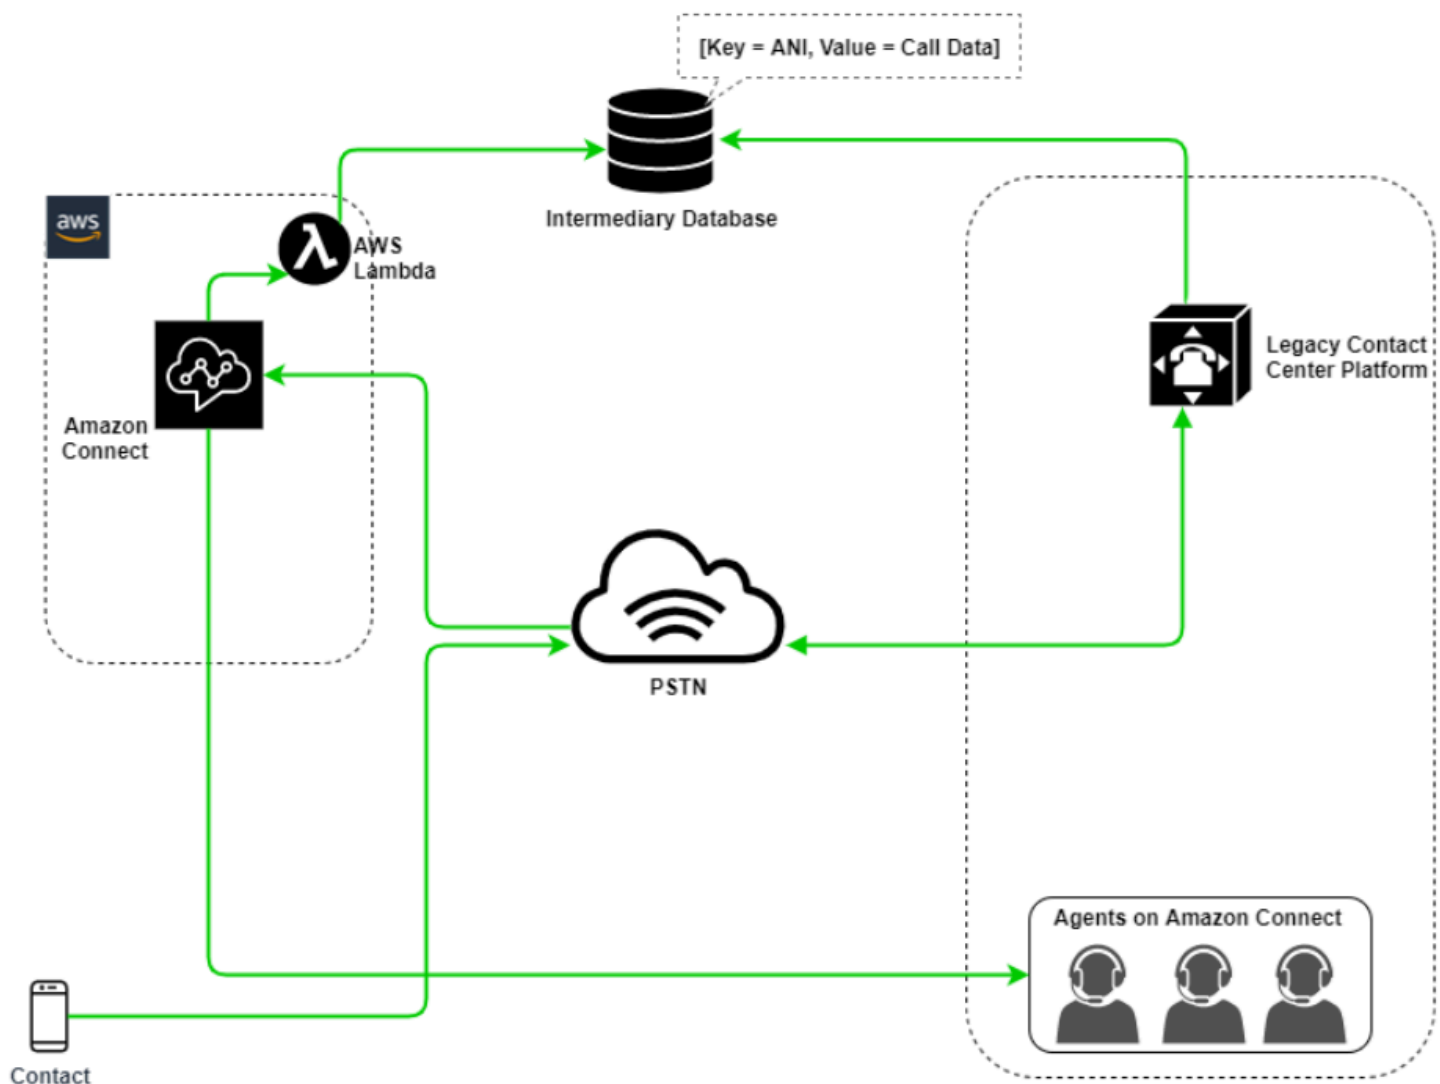 [Key = ANI, Value = Call Data]
Intermediary Database
aws
AWS
Lambda
Legacy Contact
Center Platform
Amazon
Connect
PSTN
Agents on Amazon Connect
Contact